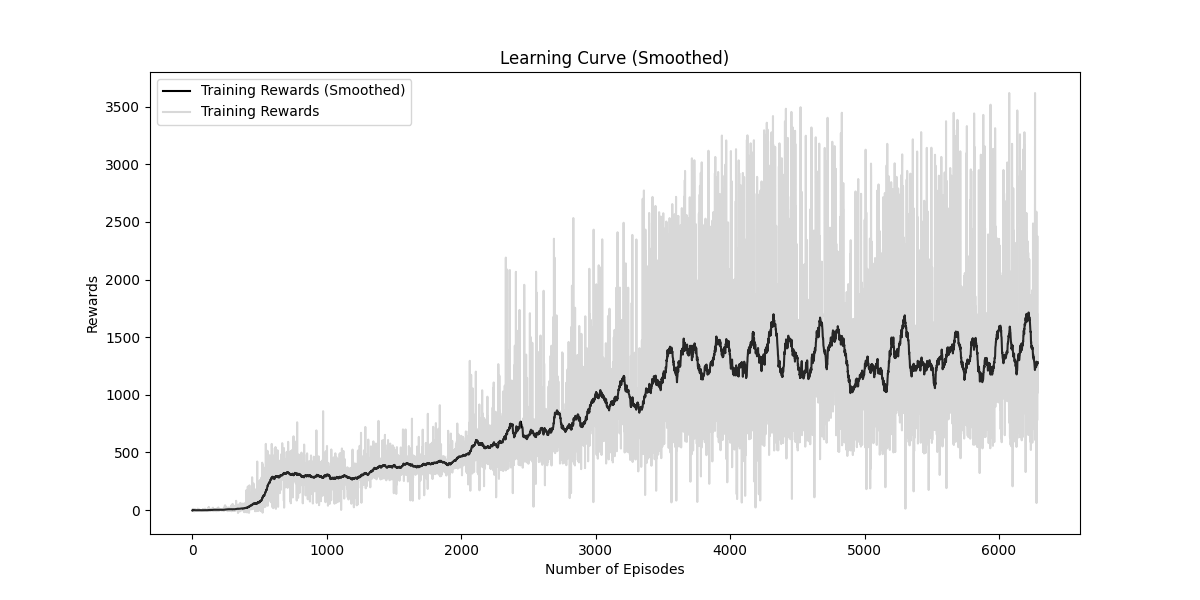 Learning Curve (Smoothed)
Training Rewards (Smoothed)
Training Rewards
3500
3000
2500
2000
1500
1000
500
0
Rewards
0 1000 2000 3000 4000 5000 6000
Number of Episodes